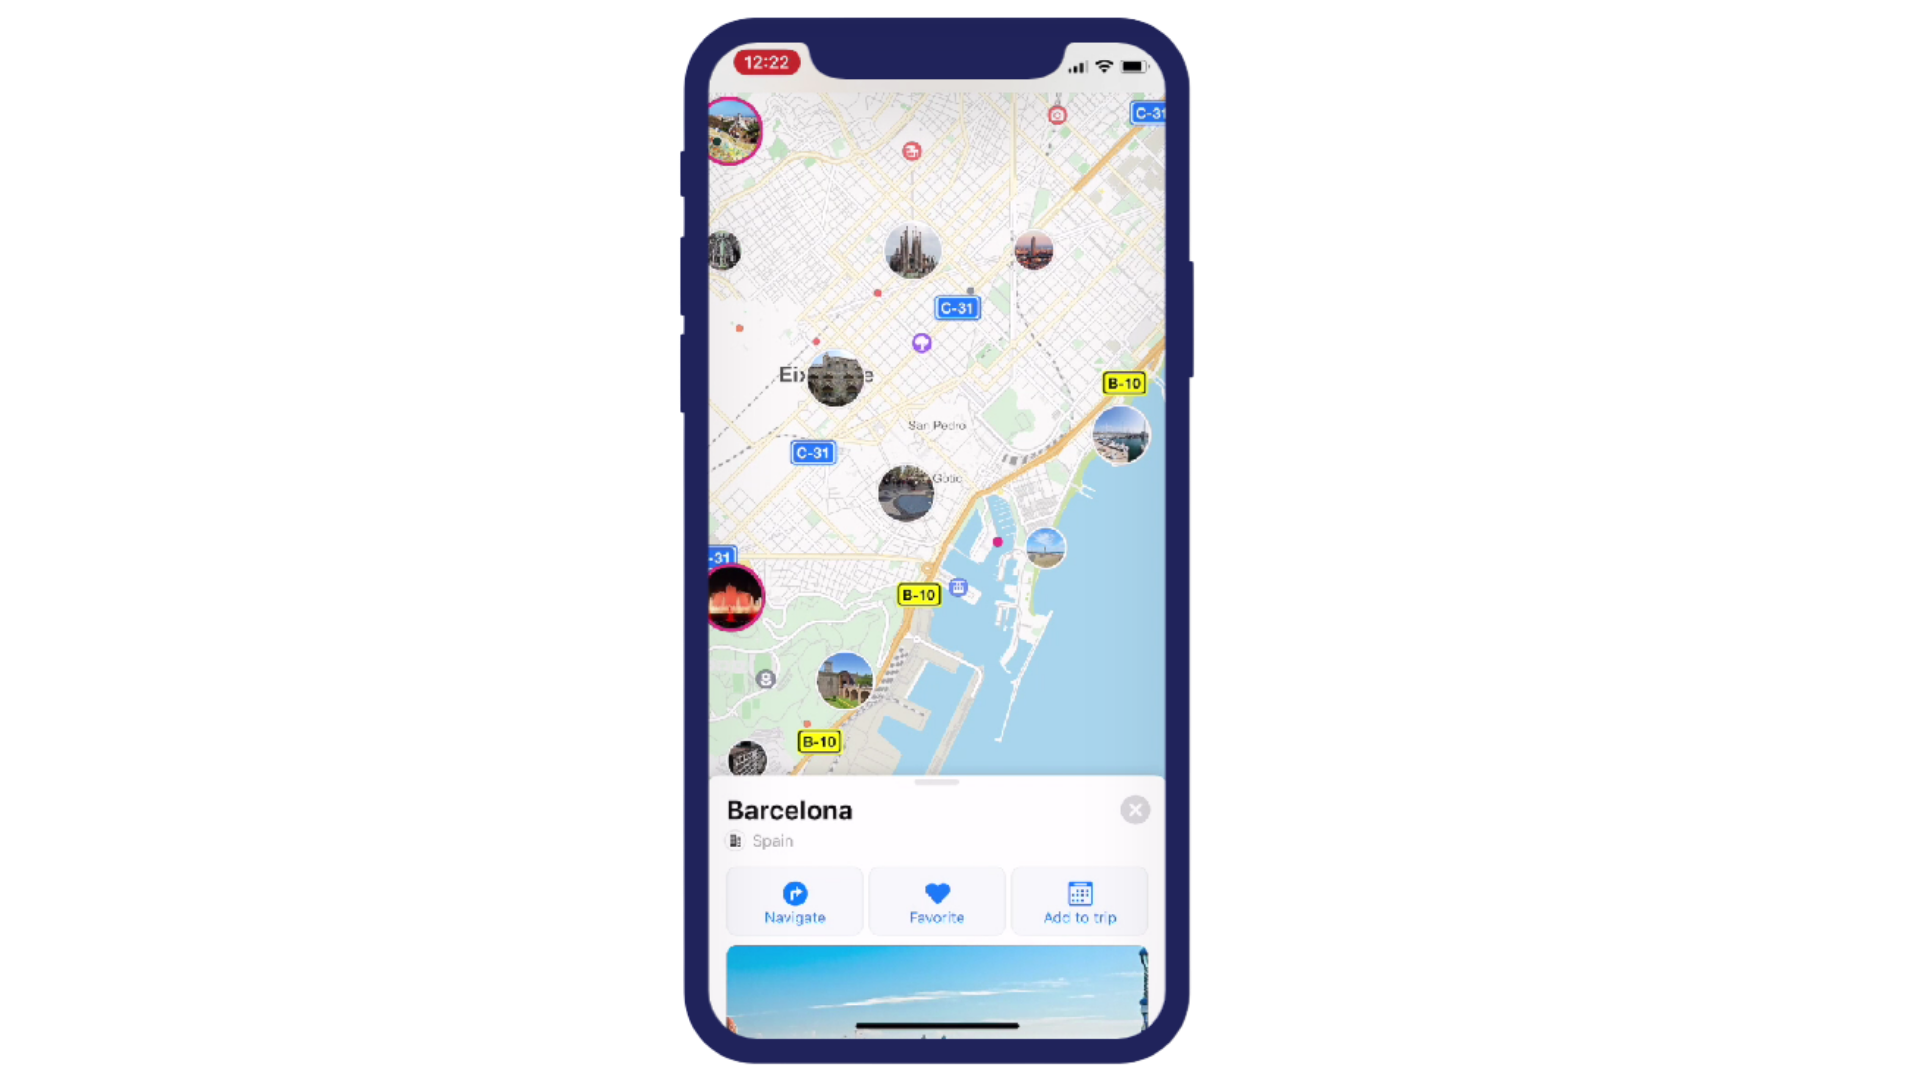 12:22
C-31
C-31
B-10
San Pedro
C-31
Gòtic
-31
B-10
B-10
Barcelona
Spain
Navigate
Favorite
Add to trip